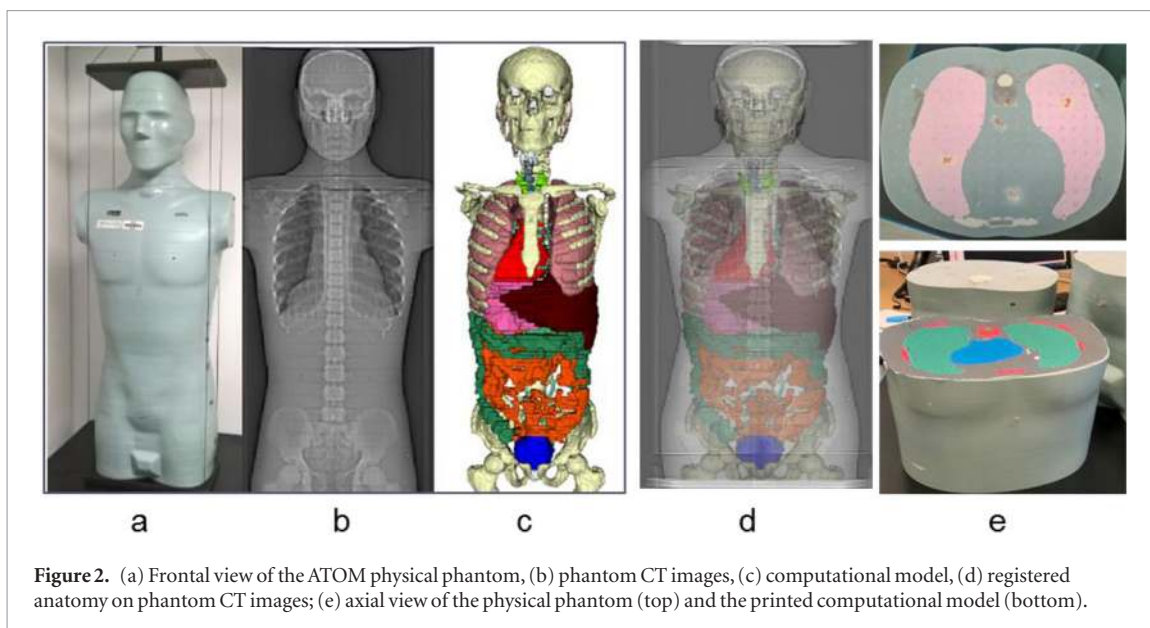 a
b
c
d
e
Figure 2. (a) Frontal view of the ATOM physical phantom, (b) phantom CT images, (c) computational model, (d) registered
anatomy on phantom CT images; (e) axial view of the physical phantom (top) and the printed computational model (bottom).